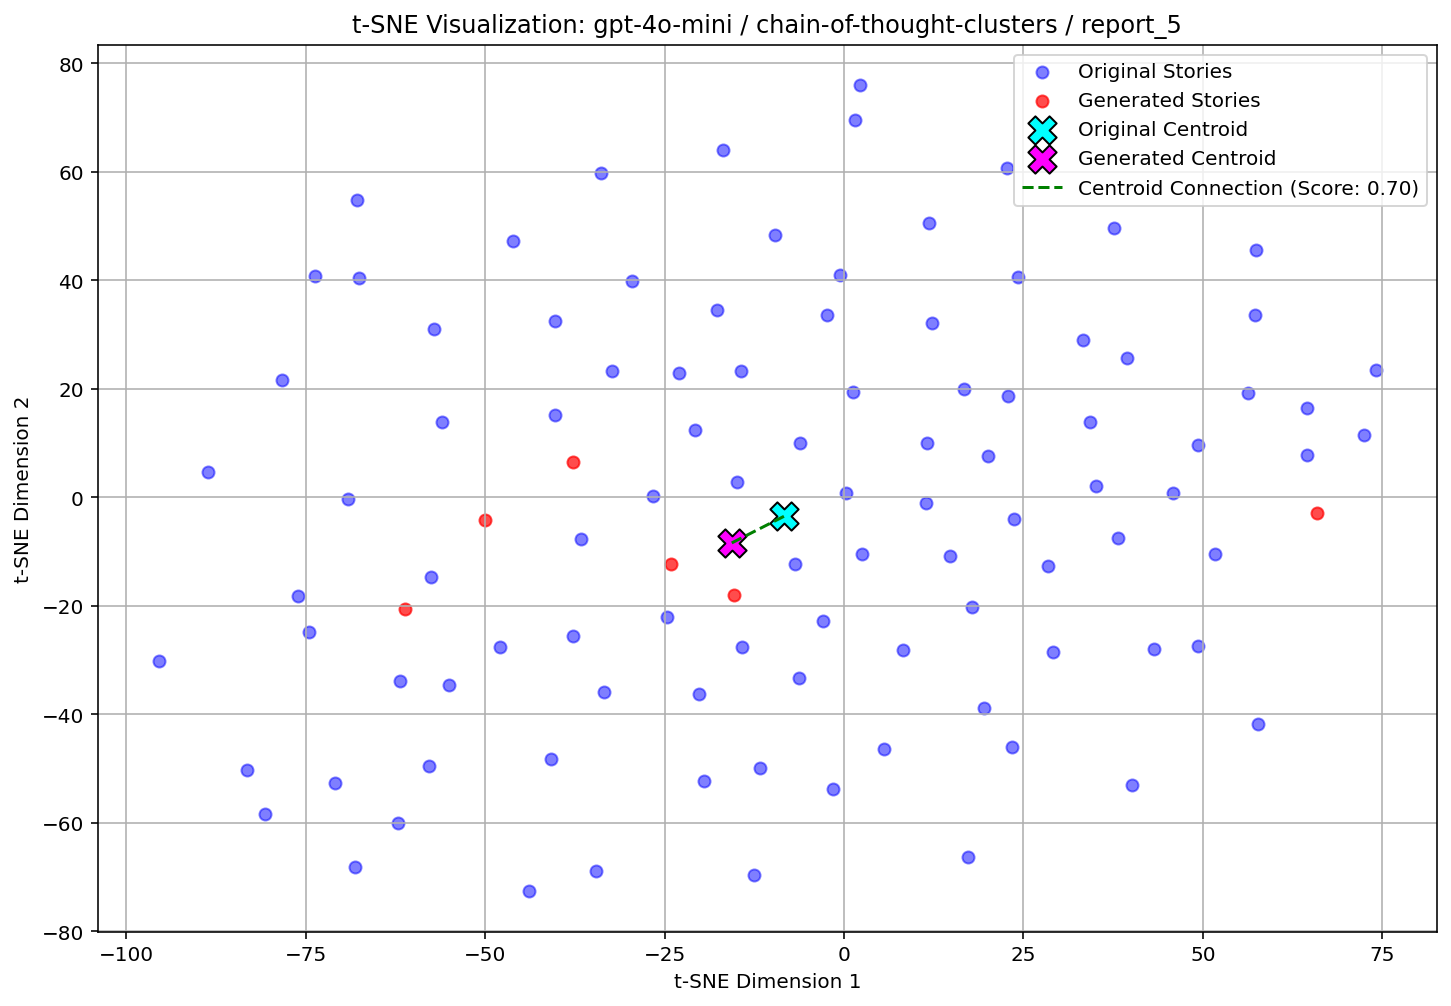 t-SNE Visualization: gpt-4o-mini / chain-of-thought-clusters / report_5
Original Stories
Generated Stories
Original Centroid
Generated Centroid
Centroid Connection (Score: 0.70)
t-SNE Dimension 2
80
60
40
20
0
−20
−40
−60
−80
−100
−75
−50
−25
0
25
50
75
t-SNE Dimension 1